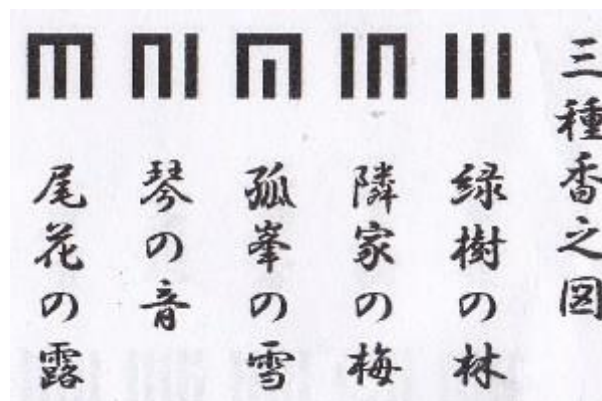 三種香之図
緑樹の林
隣家の梅
孤峯の雪
琴の音
尾花の露